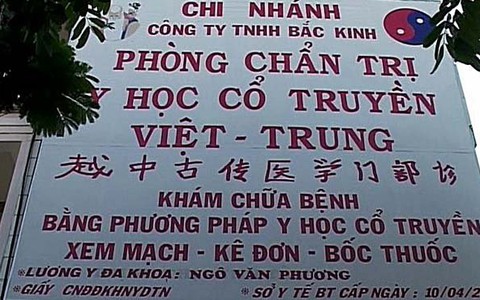 CHI NHÁNH
CÔNG TY TNHH BẮC KINH
PHÒNG CHẨN TRỊ
Y HỌC CỔ TRUYỀN
VIỆT - TRUNG
越中古传医学门部诊
KHÁM CHỮA BỆNH
BẰNG PHƯƠNG PHÁP Y HỌC CỔ TRUYỀN
XEM MẠCH - KÊ ĐƠN - BỐC THUỐC
*LƯƠNG Y ĐA KHOA: NGÔ VĂN PHƯƠNG
*GIẤY CNĐĐKHNYDTN * SỞ Y TẾ BT CẤP NGÀY : 10/04/2